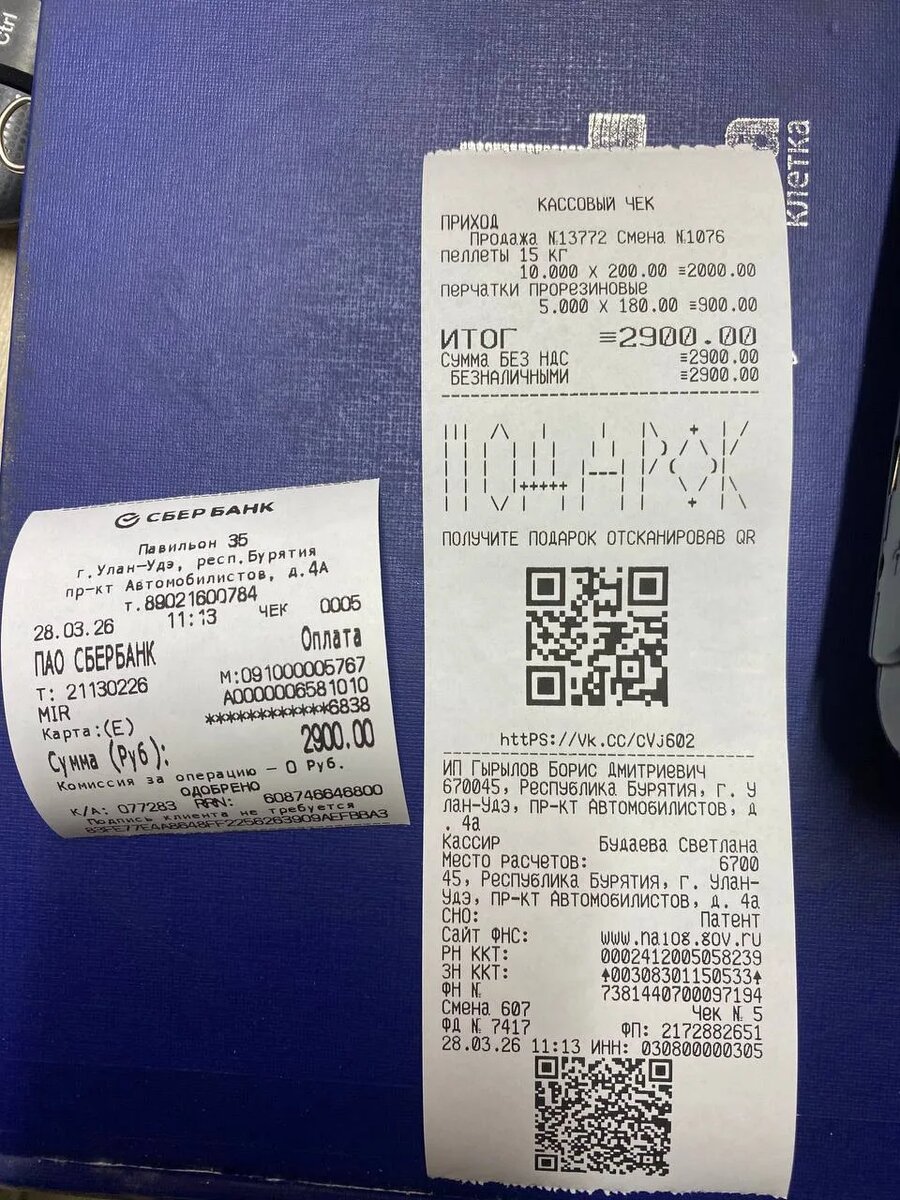 Ctrl
клетка
СБЕРБАНК
Павильон 35
г.Улан-Удэ, респ.Бурятия
пр-кт Автомобилистов, д.4А
т.89021600784
28.03.26 11:13 ЧЕК 0005
ПАО СБЕРБАНК Оплата
Т: 21130226 М:091000005767
MIR A0000006581010
Карта:(E) ************6838
Сумма (Руб): 2900.00
Комиссия за операцию – 0 Руб.
ОДОБРЕНО
К/А: 077283 RRN: 608746646800
Подпись клиента не требуется
83FE77E4A8648FF2256263909AEFBBA3
КАССОВЫЙ ЧЕК
ПРИХОД
Продажа №13772 Смена №1076
пеллеты 15 кг
10.000 X 200.00 ≡2000.00
перчатки прорезиновые
5.000 X 180.00 ≡900.00
ИТОГ ≡2900.00
СУММА БЕЗ НДС ≡2900.00
БЕЗНАЛИЧНЫМИ ≡2900.00
ПОДАРОК
ПОЛУЧИТЕ ПОДАРОК ОТСКАНИРОВАВ QR
httPS://vk.cc/cVj602
ИП Гырылов Борис Дмитриевич
670045, Республика Бурятия, г. У
лан-Удэ, пр-кт Автомобилистов, д
. 4а
Кассир Будаева Светлана
Место расчетов: 6700
45, Республика Бурятия, г. Улан-
Удэ, пр-кт Автомобилистов, д. 4а
СНО: Патент
Сайт ФНС: www.nalog.gov.ru
РН ККТ: 0002412005058239
ЗН ККТ: ↑00308301150533↑
ФН № 7381440700097194
Смена 607 Чек № 5
ФД № 7417 ФП: 2172882651
28.03.26 11:13 ИНН: 030800000305